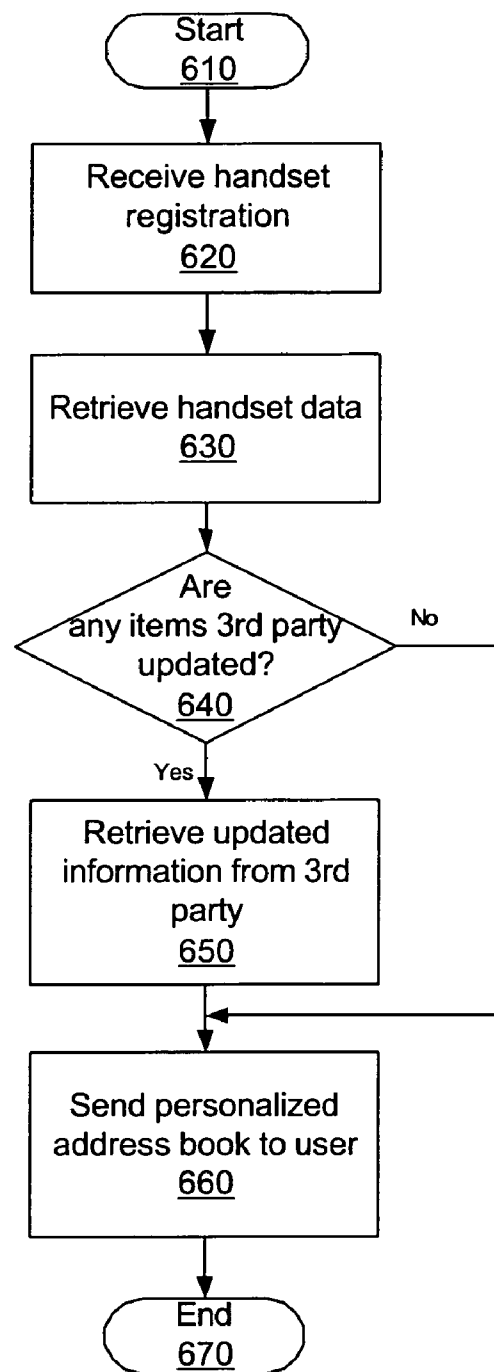 Start
610
Receive handset
registration
620
Retrieve handset data
630
Are
any items 3rd party
updated?
640
No
Yes
Retrieve updated
information from 3rd
party
650
Send personalized
address book to user
660
End
670